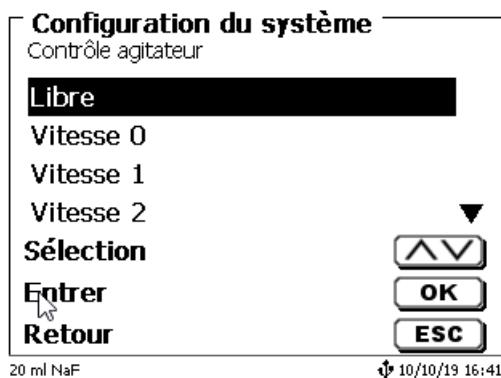 Configuration du système
Contrôle agitateur
Libre
Vitesse 0
Vitesse 1
Vitesse 2
Sélection
Entrer OK
Retour ESC
20 ml NaF 10/10/19 16:41